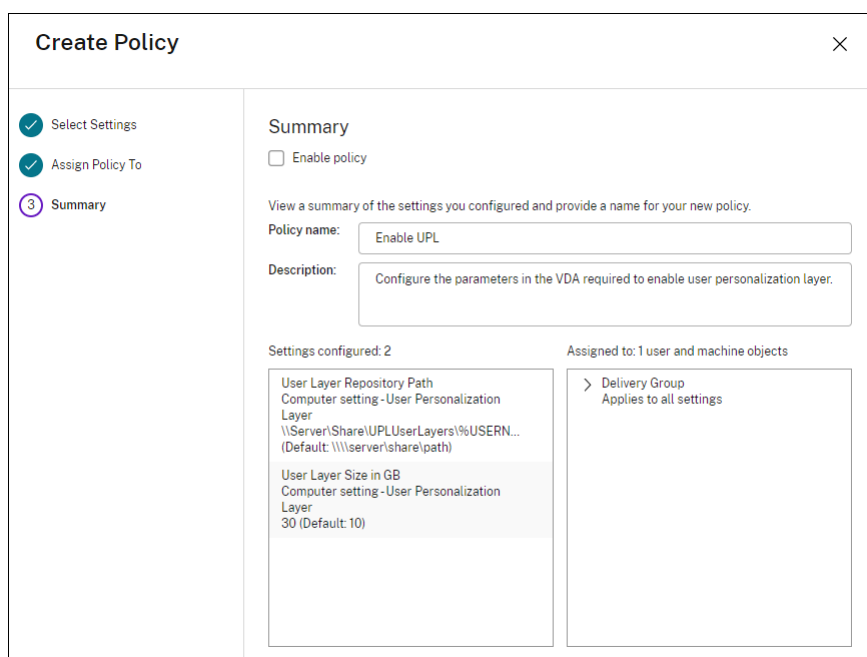 Create Policy
Select Settings
Assign Policy To
3 Summary
Summary
Enable policy
View a summary of the settings you configured and provide a name for your new policy.
Policy name:
Enable UPL
Description:
Configure the parameters in the VDA required to enable user personalization layer.
Settings configured: 2
User Layer Repository Path
Computer setting - User Personalization
Layer
\\Server\Share\UPLUserLayers\%USERN...
(Default: \\\\server\share\path)
User Layer Size in GB
Computer setting - User Personalization
Layer
30 (Default: 10)
Assigned to: 1 user and machine objects
Delivery Group
Applies to all settings